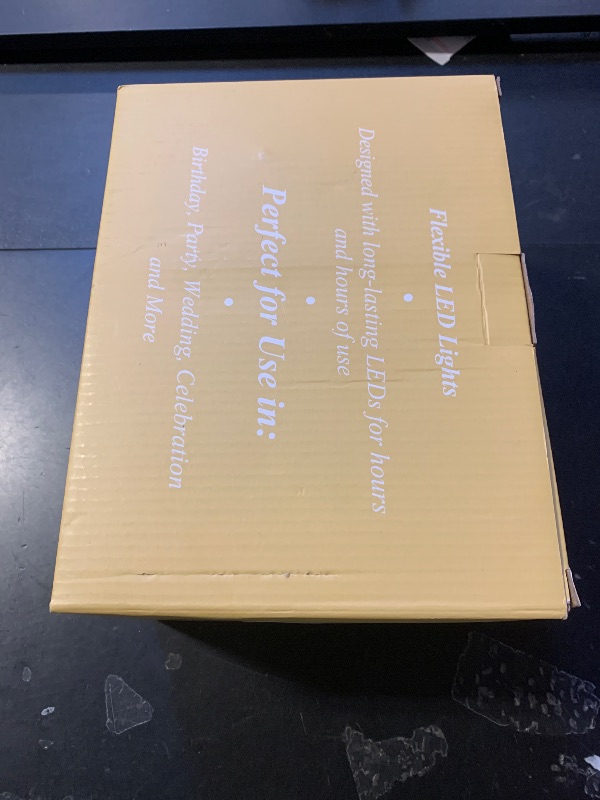 Flexible LED Lights
•
Designed with long-lasting LEDs for hours
and hours of use
•
Perfect for Use in:
•
Birthday, Party, Wedding, Celebration
and More